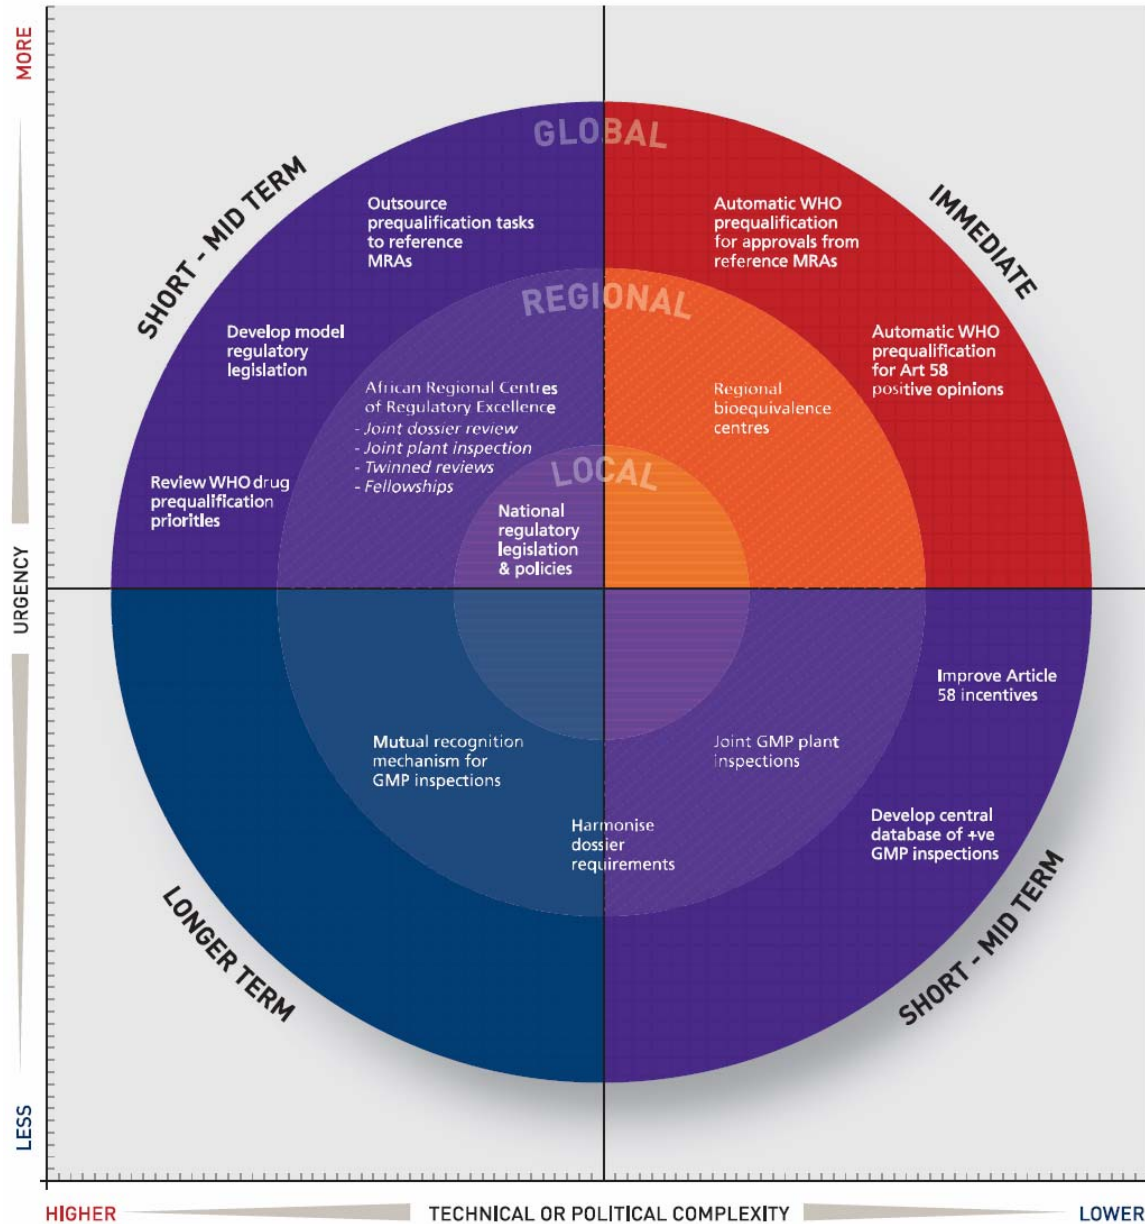 MORE
URGENCY
LESS
GLOBAL
REGIONAL
LOCAL
SHORT - MID TERM
IMMEDIATE
Outsource
prequalification tasks
to reference
MRAs
Develop model
regulatory
legislation
Review WHO drug
prequalification
priorities
African Regional Centres
of Regulatory Excellence
- Joint dossier review
- Joint plant inspection
- Twinned reviews
- Fellowships
National
regulatory
legislation
& policies
Automatic WHO
prequalification
for approvals from
reference MRAs
Automatic WHO
prequalification
for Art 58
positive opinions
Regional
bioequivalence
centres
Mutual recognition
mechanism for
GMP inspections
Harmonise
dossier
requirements
Joint GMP plant
inspections
Improve Article
58 incentives
Develop central
database of +ve
GMP inspections
LONGER TERM
SHORT - MID TERM
HIGHER
TECHNICAL OR POLITICAL COMPLEXITY
LOWER